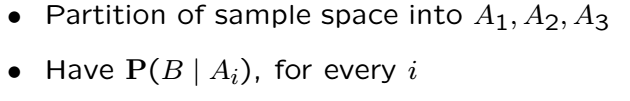 • Partition of sample space into A₁, A₂, A₃
• Have P(B | Aᵢ), for every i